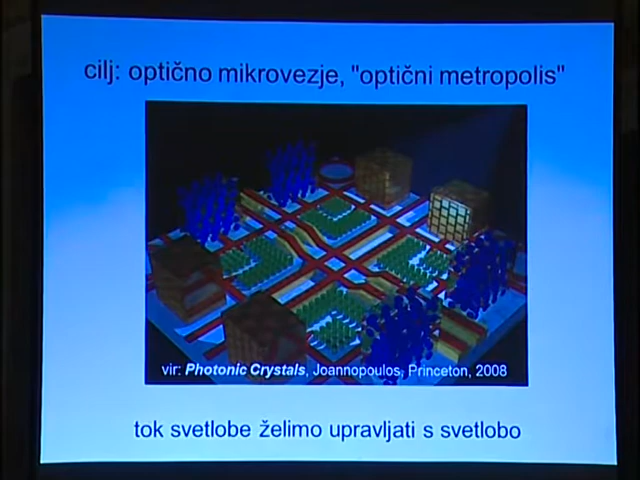 cilj: optično mikrovezje, "optični metropolis"
vir: Photonic Crystals, Joannopoulos, Princeton, 2008
tok svetlobe želimo upravljati s svetlobo